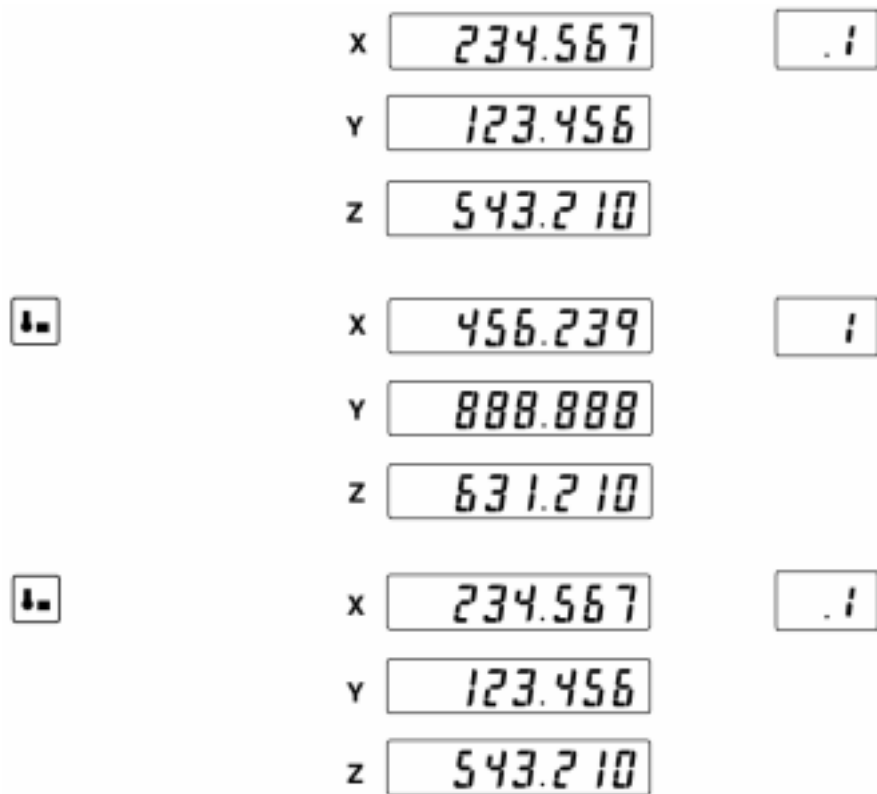 X 234.567 .1
Y 123.456
Z 543.210
X 456.239 1
Y 888.888
Z 631.210
X 234.567 .1
Y 123.456
Z 543.210